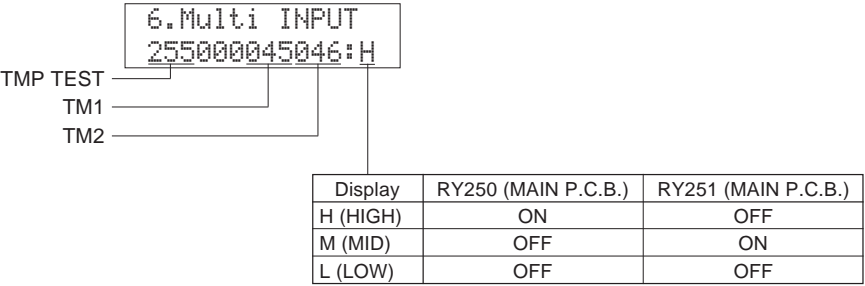 6.Multi INPUT
255000045046:H
TMP TEST
TM1
TM2
Display RY250 (MAIN P.C.B.) RY251 (MAIN P.C.B.)
H (HIGH) ON OFF
M (MID) OFF ON
L (LOW) OFF OFF